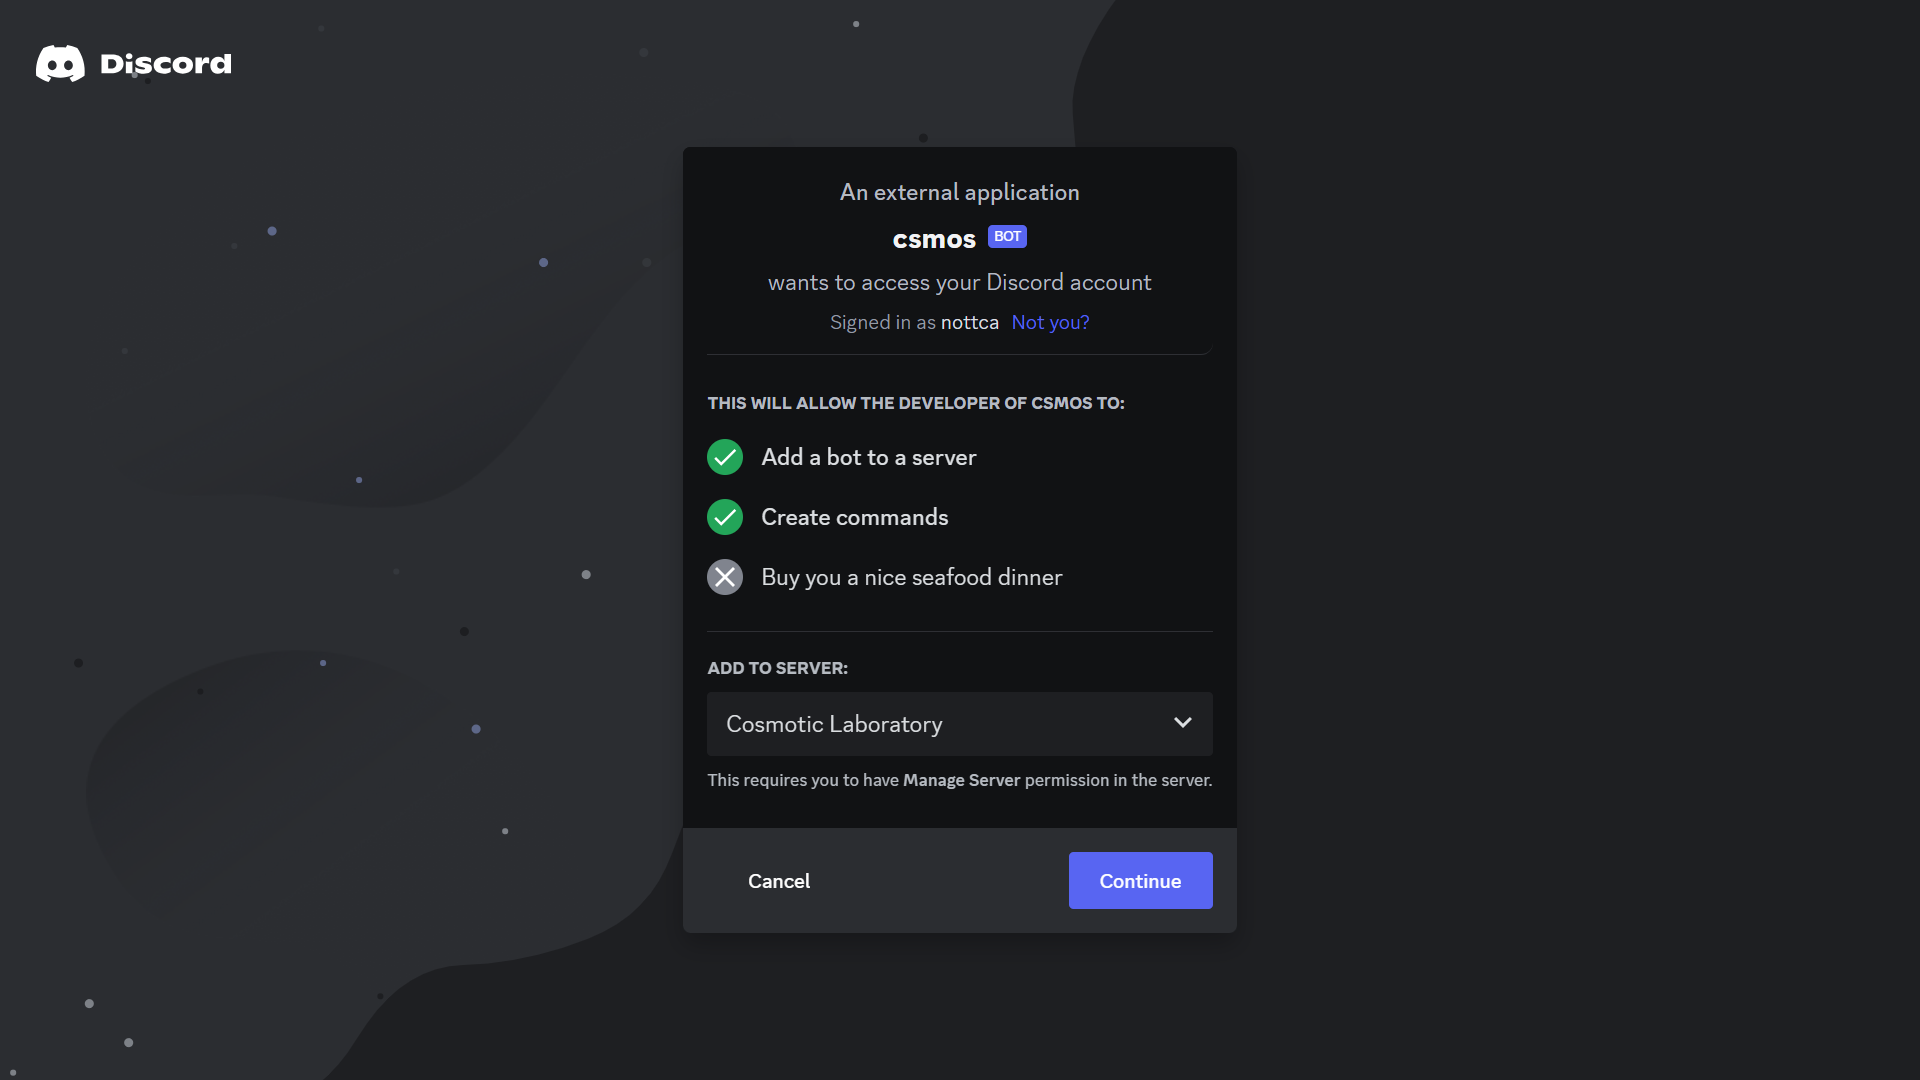 Discord
An external application
csmos BOT
wants to access your Discord account
Signed in as nottca Not you?
THIS WILL ALLOW THE DEVELOPER OF CSMOS TO:
Add a bot to a server
Create commands
Buy you a nice seafood dinner
ADD TO SERVER:
Cosmotic Laboratory
This requires you to have Manage Server permission in the server.
Cancel
Continue